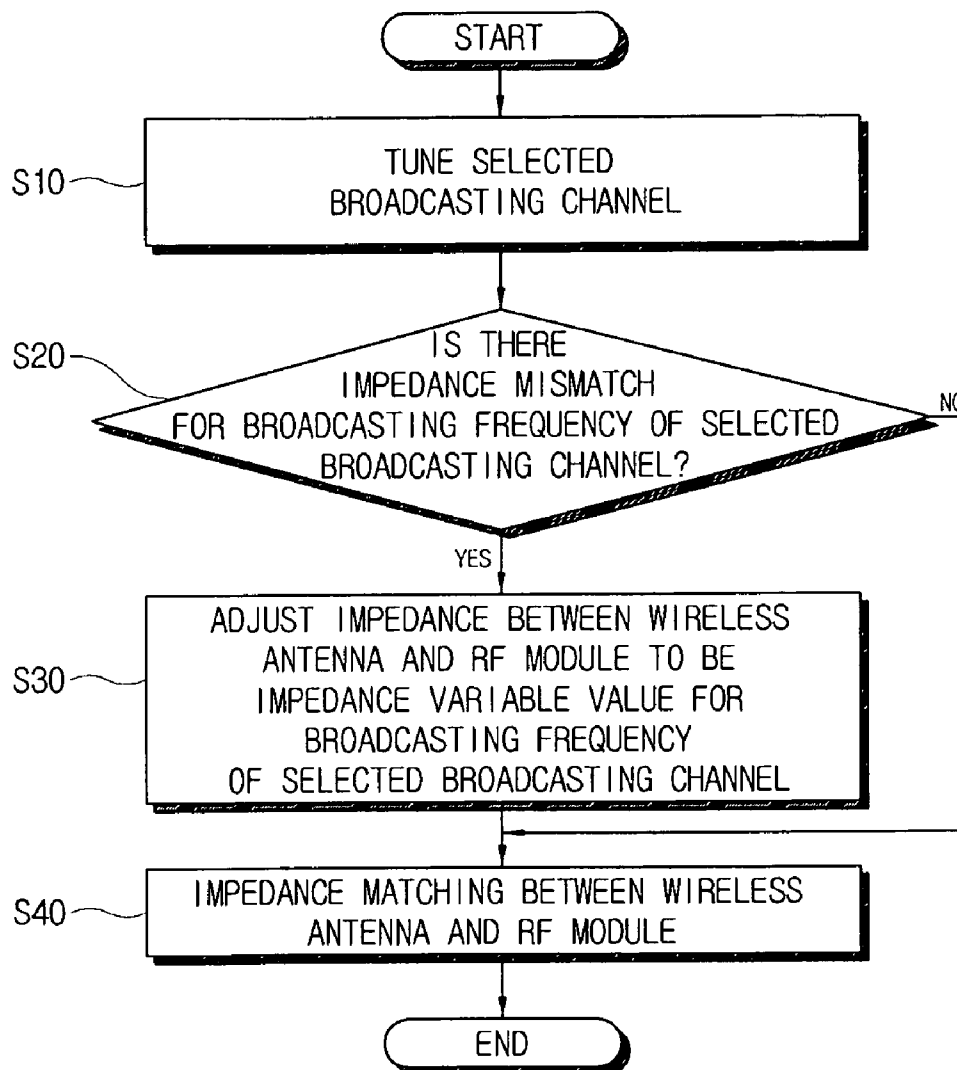 START
S10
TUNE SELECTED
BROADCASTING CHANNEL
S20
IS THERE
IMPEDANCE MISMATCH
FOR BROADCASTING FREQUENCY OF SELECTED
BROADCASTING CHANNEL?
NO
YES
S30
ADJUST IMPEDANCE BETWEEN WIRELESS
ANTENNA AND RF MODULE TO BE
IMPEDANCE VARIABLE VALUE FOR
BROADCASTING FREQUENCY
OF SELECTED BROADCASTING CHANNEL
S40
IMPEDANCE MATCHING BETWEEN WIRELESS
ANTENNA AND RF MODULE
END